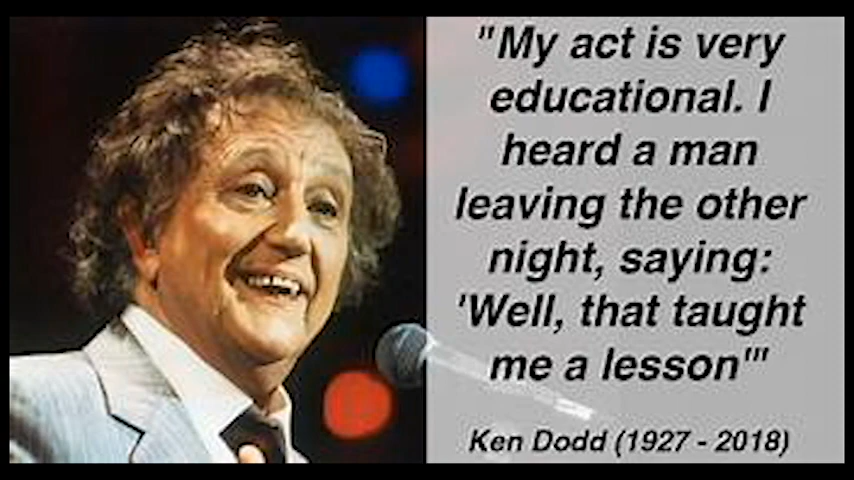 "My act is very
educational. I
heard a man
leaving the other
night, saying:
'Well, that taught
me a lesson'"
Ken Dodd (1927 - 2018)